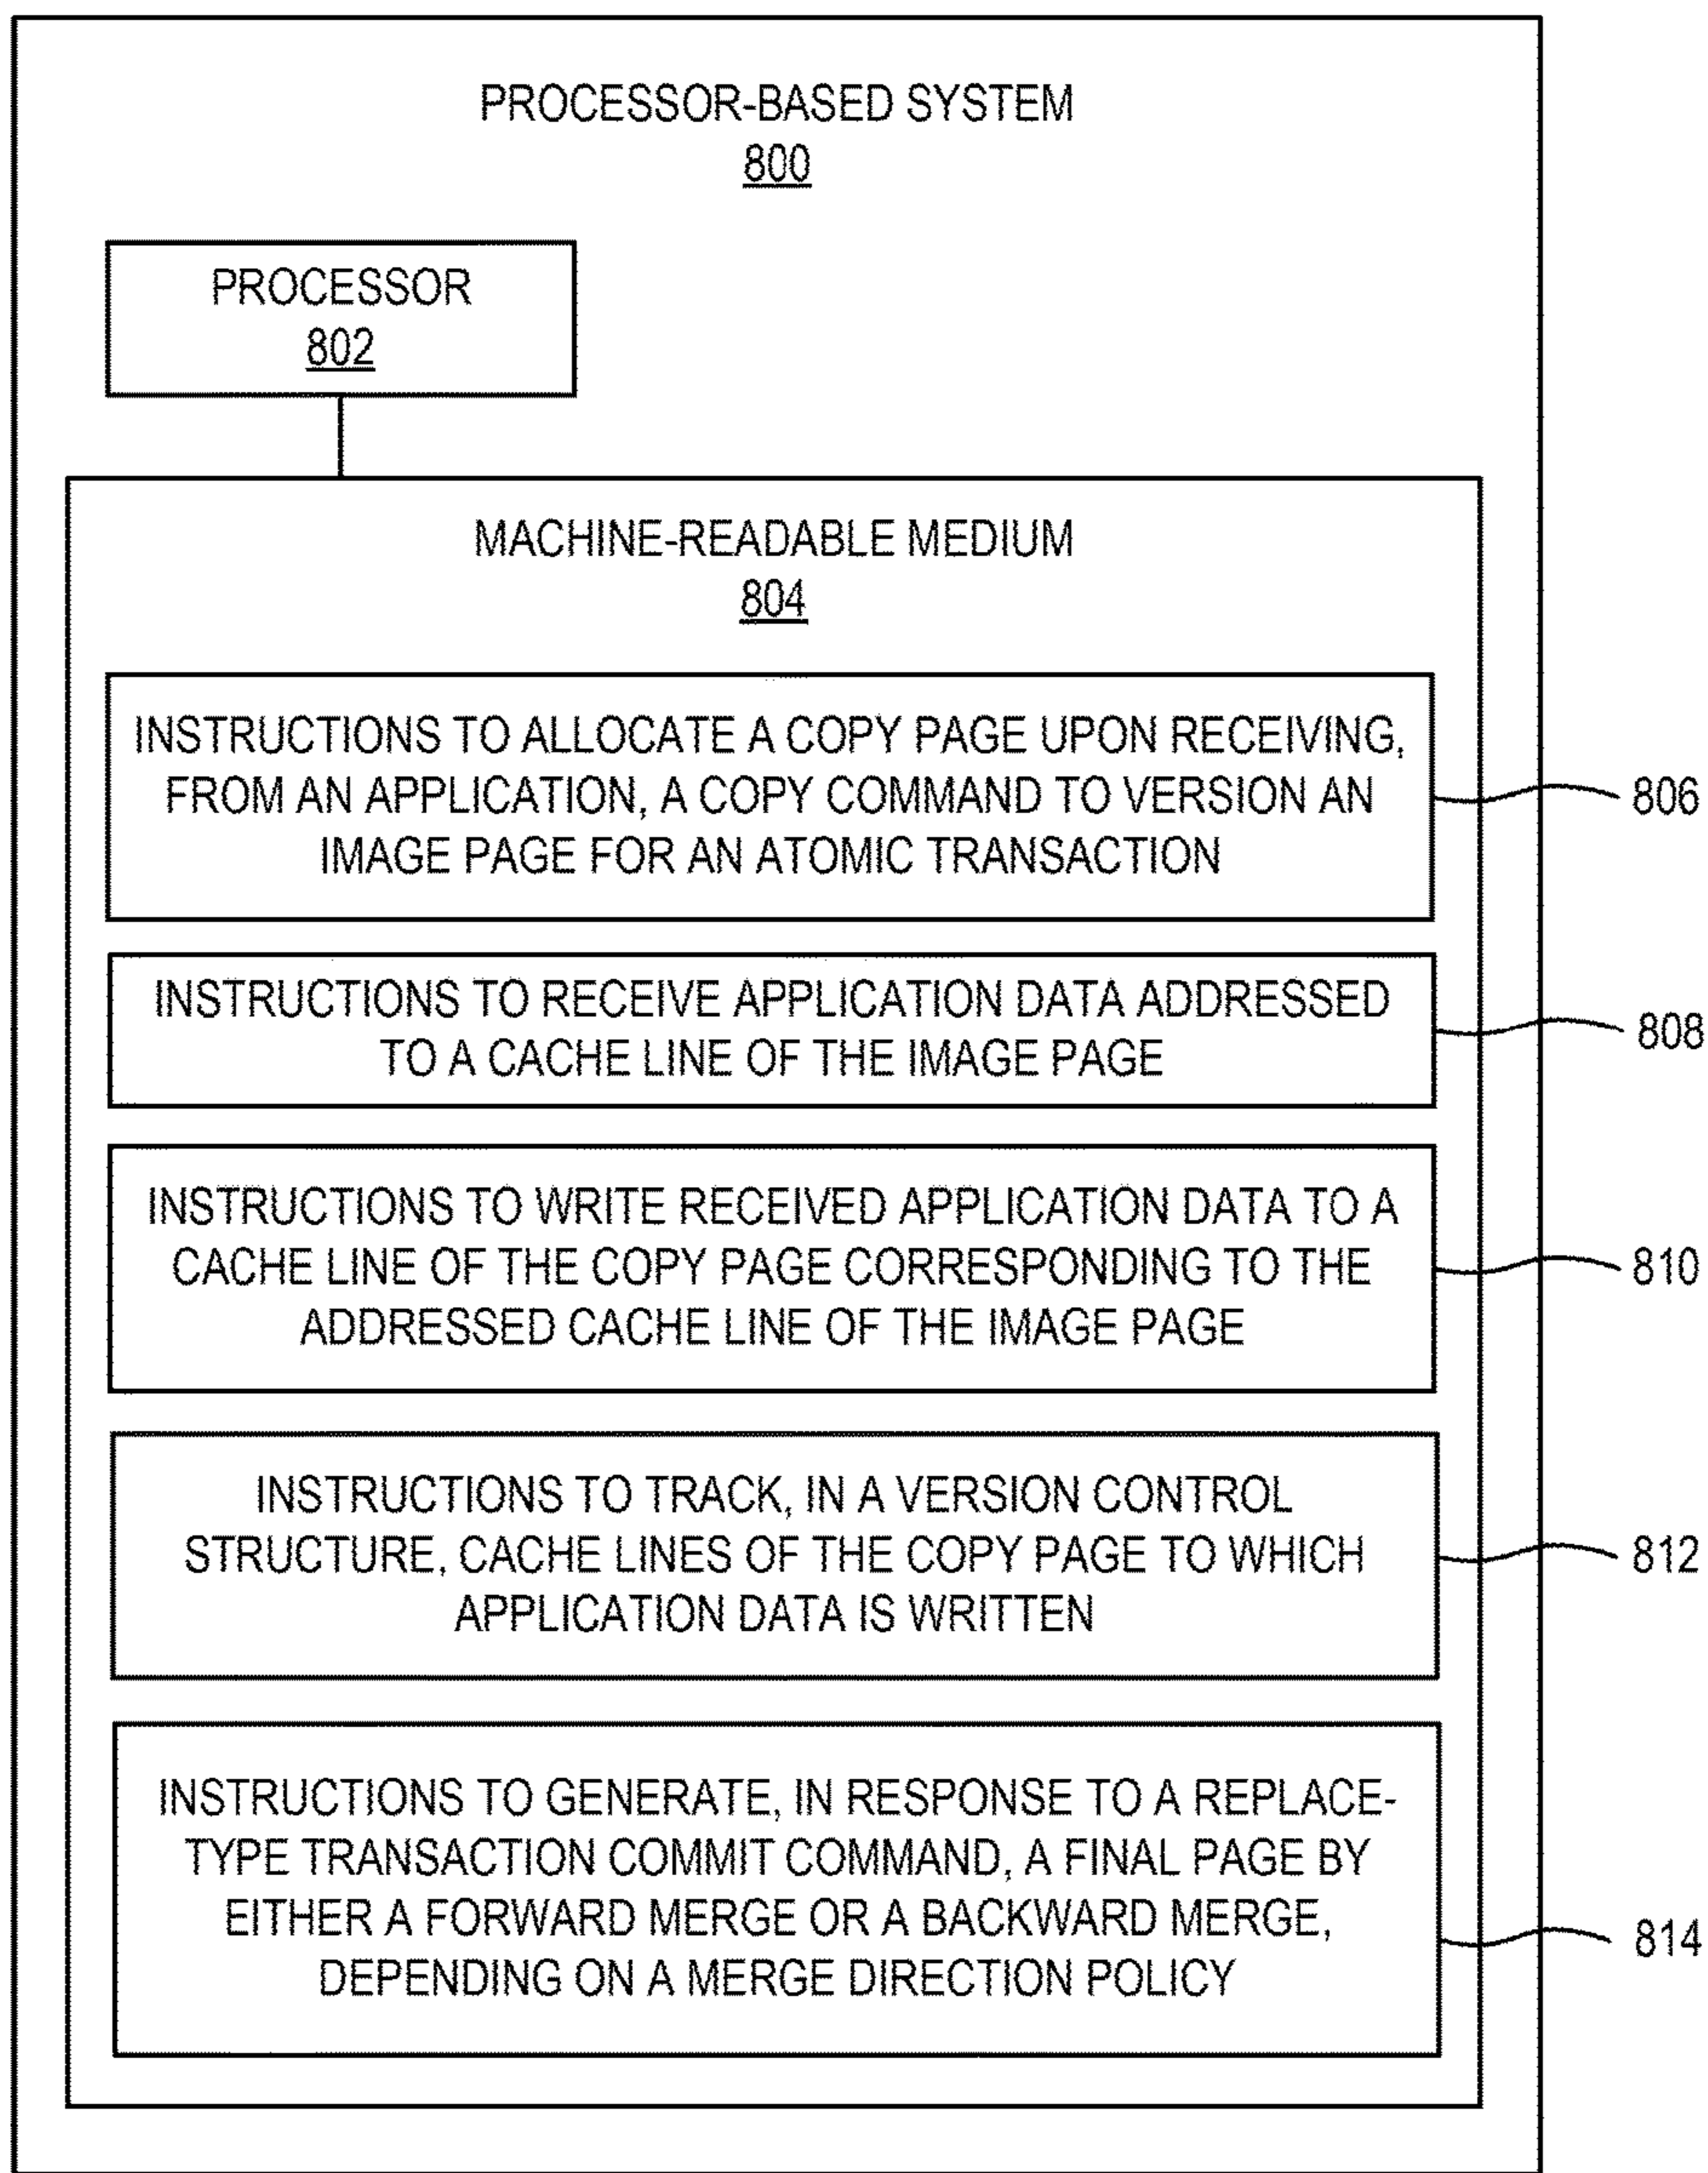 PROCESSOR-BASED SYSTEM
800
PROCESSOR
802
MACHINE-READABLE MEDIUM
804
INSTRUCTIONS TO ALLOCATE A COPY PAGE UPON RECEIVING,
FROM AN APPLICATION, A COPY COMMAND TO VERSION AN
IMAGE PAGE FOR AN ATOMIC TRANSACTION
806
INSTRUCTIONS TO RECEIVE APPLICATION DATA ADDRESSED
TO A CACHE LINE OF THE IMAGE PAGE
808
INSTRUCTIONS TO WRITE RECEIVED APPLICATION DATA TO A
CACHE LINE OF THE COPY PAGE CORRESPONDING TO THE
ADDRESSED CACHE LINE OF THE IMAGE PAGE
810
INSTRUCTIONS TO TRACK, IN A VERSION CONTROL
STRUCTURE, CACHE LINES OF THE COPY PAGE TO WHICH
APPLICATION DATA IS WRITTEN
812
INSTRUCTIONS TO GENERATE, IN RESPONSE TO A REPLACE-
TYPE TRANSACTION COMMIT COMMAND, A FINAL PAGE BY
EITHER A FORWARD MERGE OR A BACKWARD MERGE,
DEPENDING ON A MERGE DIRECTION POLICY
814